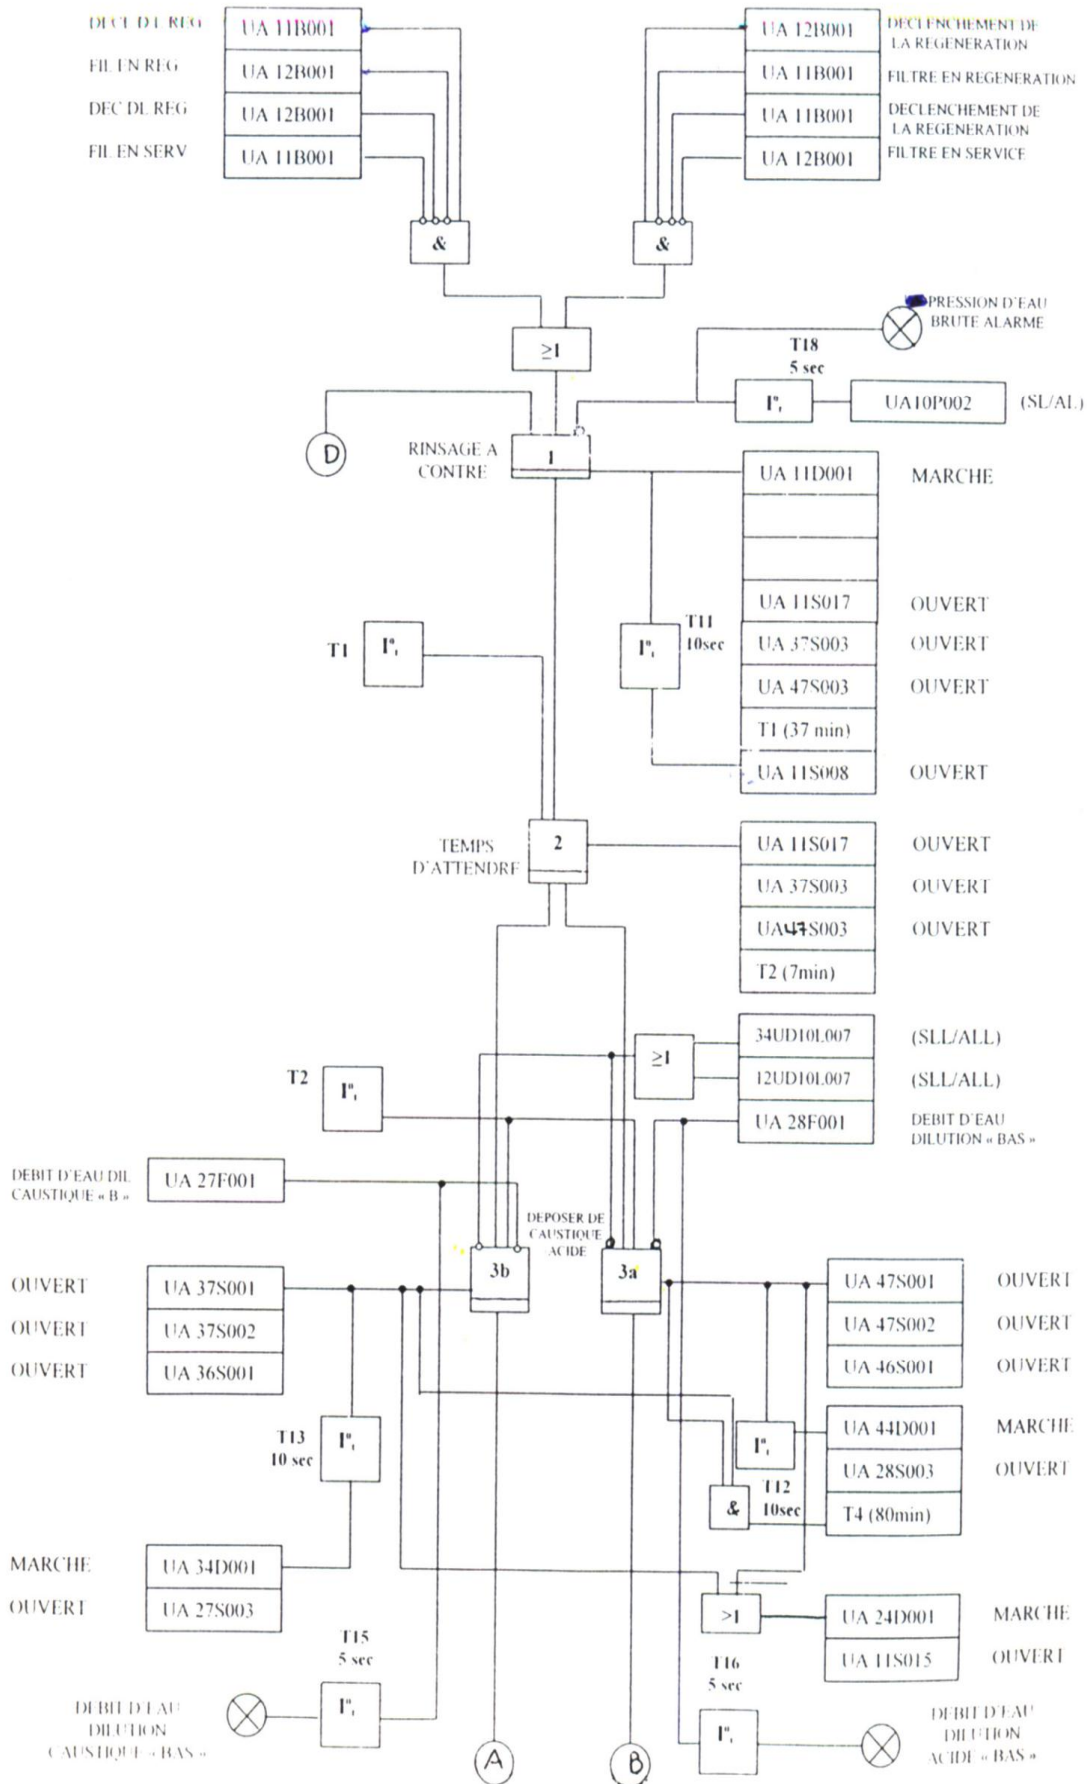 DECL D L REG UA 11B001
FIL EN REG UA 12B001
DEC DL REG UA 12B001
FIL EN SERV UA 11B001
UA 12B001 DECLENCHEMENT DE
LA REGENERATION
UA 11B001 FILTRE EN REGENERATION
UA 11B001 DECLENCHEMENT DE
LA REGENERATION
UA 12B001 FILTRE EN SERVICE
& &
≥1
PRESSION D'EAU
BRUTE ALARME
T18
5 sec
UA10P002 (SL/AL)
D
RINSAGE A
CONTRE
1
UA 11D001 MARCHE
UA 11S017 OUVERT
T11
10sec
UA 37S003 OUVERT
UA 47S003 OUVERT
T1 (37 min)
UA 11S008 OUVERT
T1
TEMPS
D'ATTENDRE
2
UA 11S017 OUVERT
UA 37S003 OUVERT
UA47S003 OUVERT
T2 (7min)
≥1
34UD10L007 (SLL/ALL)
12UD10L007 (SLL/ALL)
UA 28F001 DEBIT D'EAU
DILUTION « BAS »
T2
DEBIT D'EAU DIL
CAUSTIQUE « B »
UA 27F001
DEPOSER DE
CAUSTIQUE
ACIDE
3b 3a
OUVERT UA 37S001
OUVERT UA 37S002
OUVERT UA 36S001
UA 47S001 OUVERT
UA 47S002 OUVERT
UA 46S001 OUVERT
T13
10 sec
UA 44D001 MARCHE
UA 28S003 OUVERT
T12
10sec
&
T4 (80min)
MARCHE UA 34D001
OUVERT UA 27S003
>1
UA 24D001 MARCHE
UA 11S015 OUVERT
T15
5 sec
T16
5 sec
DEBIT D'EAU
DILUTION
CAUSTIQUE « BAS »
A B
DEBIT D'EAU
DILUTION
ACIDE « BAS »